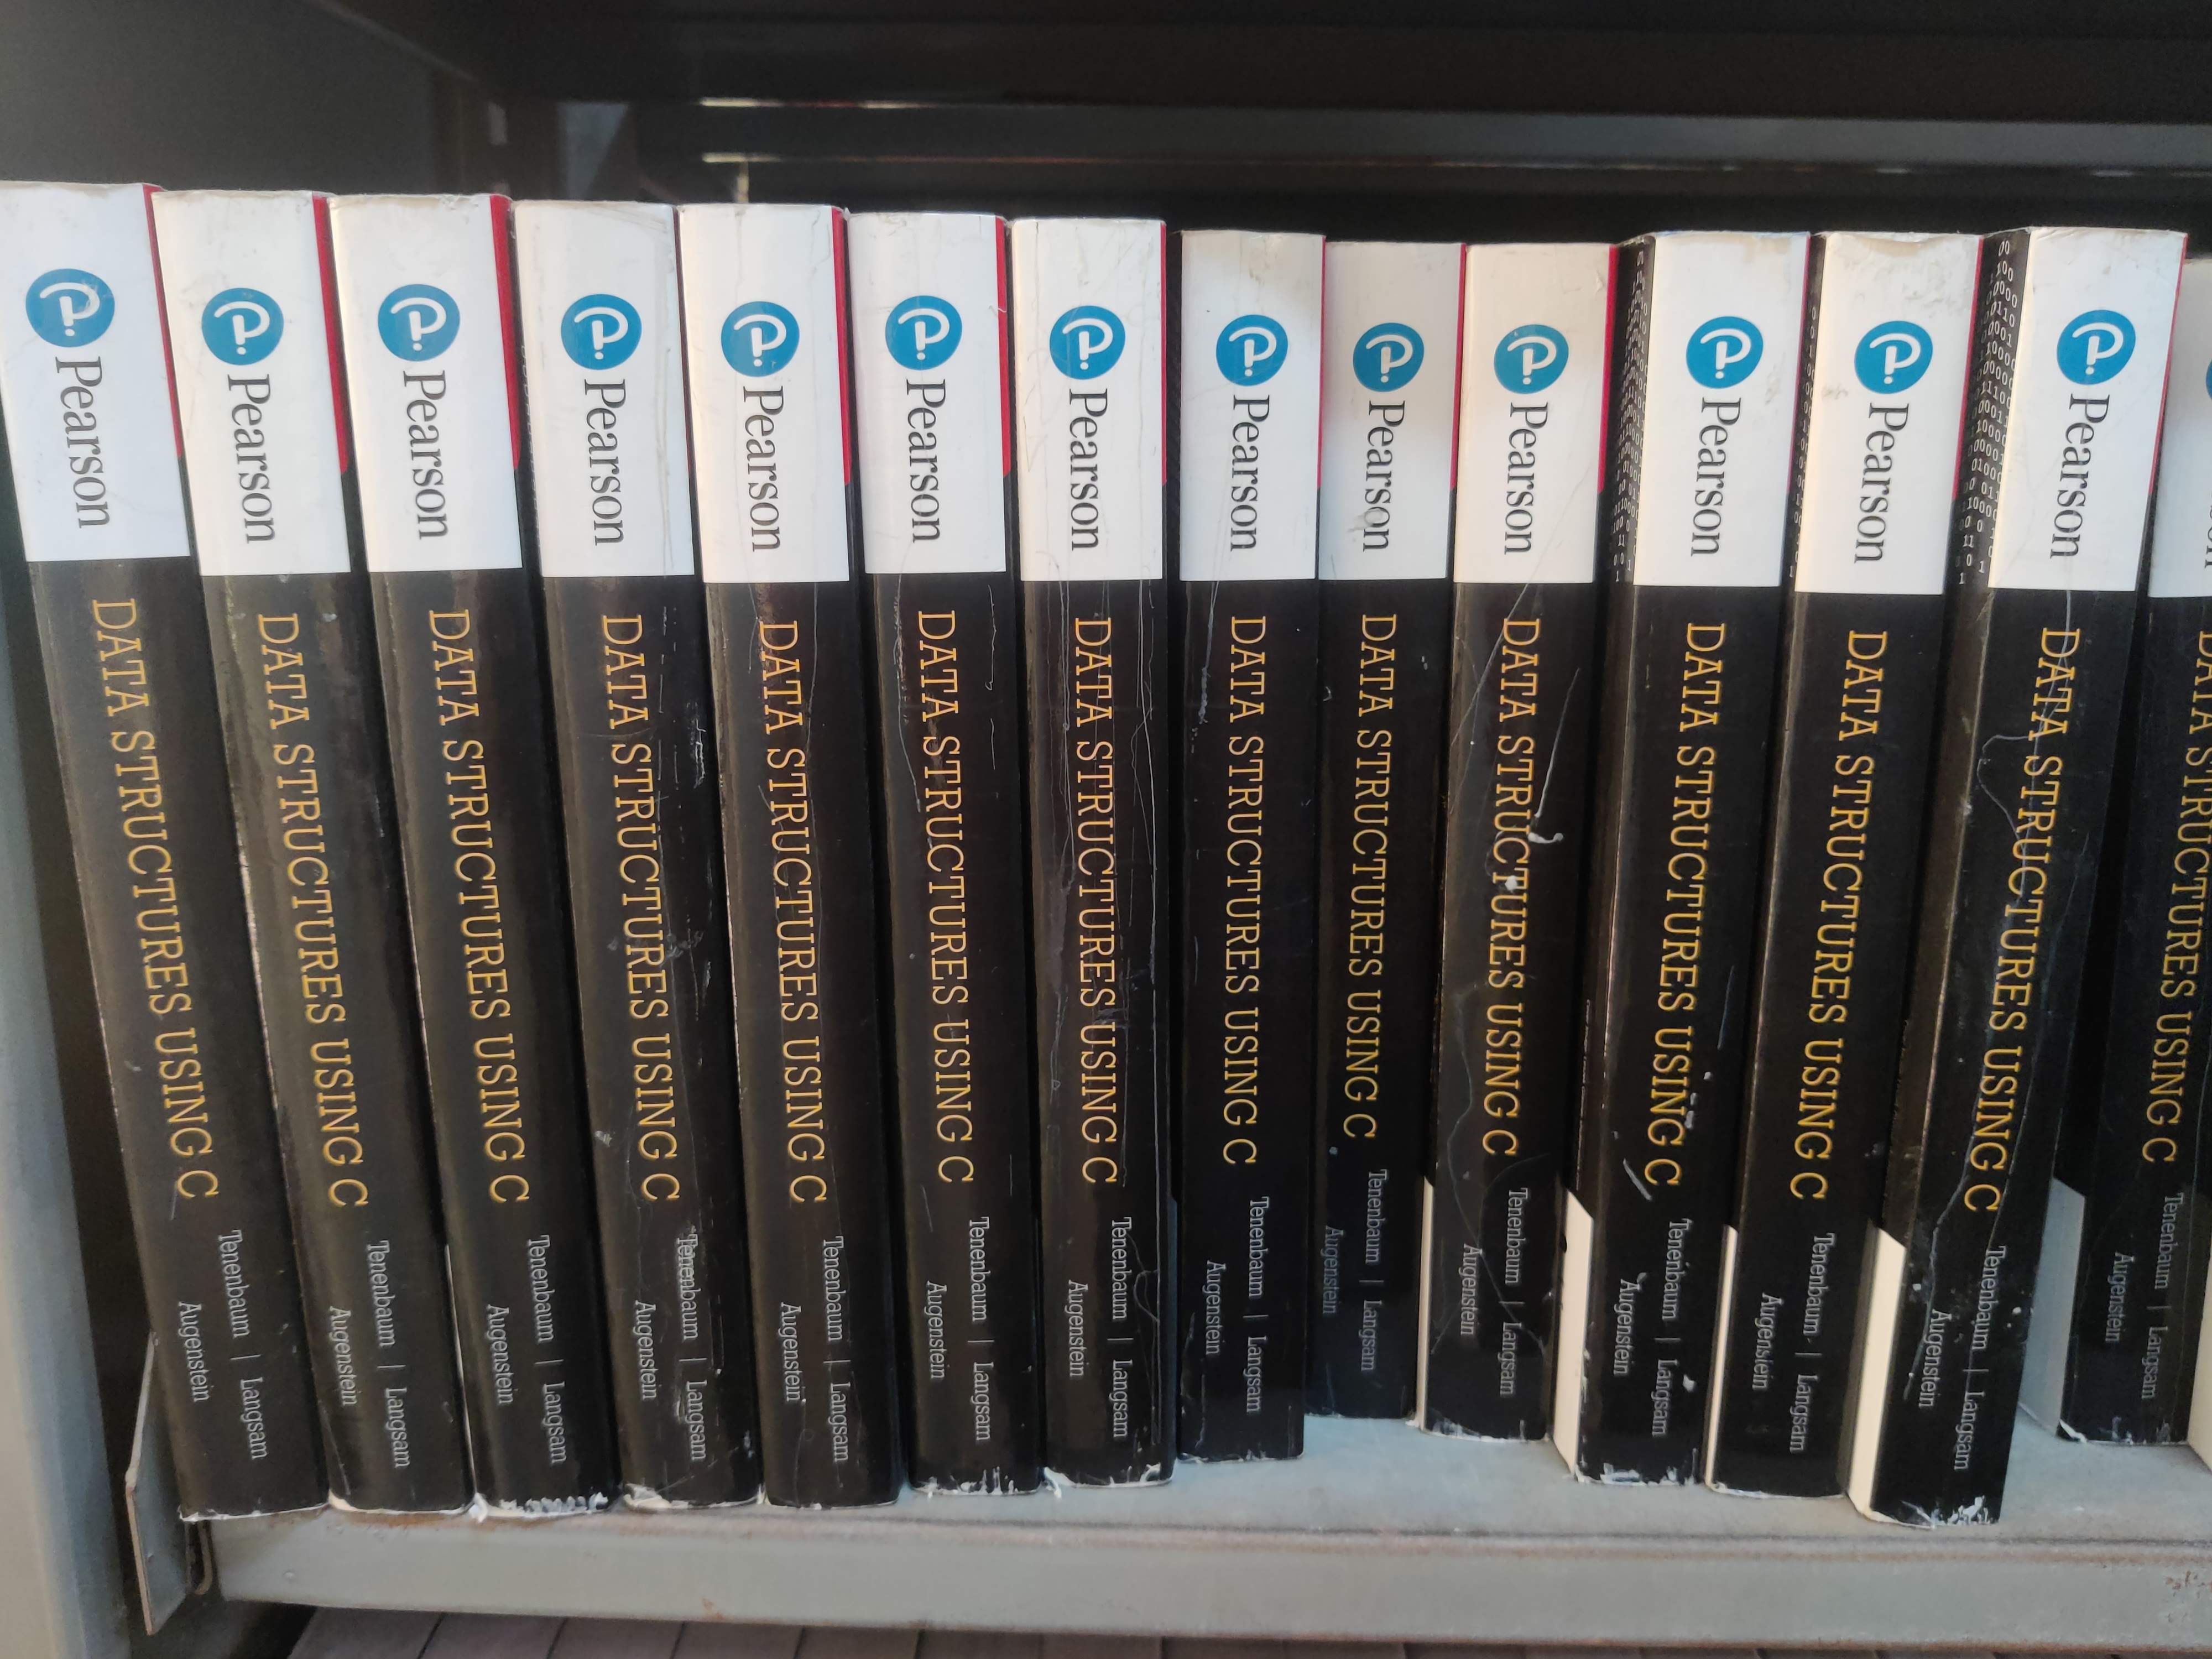 Pearson
DATA STRUCTURES USING C
Tenenbaum | Langsam
Augenstein
Pearson
DATA STRUCTURES USING C
Tenenbaum | Langsam
Augenstein
Pearson
DATA STRUCTURES USING C
Tenenbaum | Langsam
Augenstein
Pearson
DATA STRUCTURES USING C
Tenenbaum | Langsam
Augenstein
Pearson
DATA STRUCTURES USING C
Tenenbaum | Langsam
Augenstein
Pearson
DATA STRUCTURES USING C
Tenenbaum | Langsam
Augenstein
Pearson
DATA STRUCTURES USING C
Tenenbaum | Langsam
Augenstein
Pearson
DATA STRUCTURES USING C
Tenenbaum | Langsam
Augenstein
Pearson
DATA STRUCTURES USING C
Tenenbaum | Langsam
Augenstein
Pearson
DATA STRUCTURES USING C
Tenenbaum | Langsam
Augenstein
Pearson
DATA STRUCTURES USING C
Tenenbaum | Langsam
Augenstein
Pearson
DATA STRUCTURES USING C
Tenenbaum | Langsam
Augenstein
Pearson
DATA STRUCTURES USING C
Tenenbaum | Langsam
Augenstein
DATA STRUCTURES USING C
Tenenbaum | Langsam
Augenstein